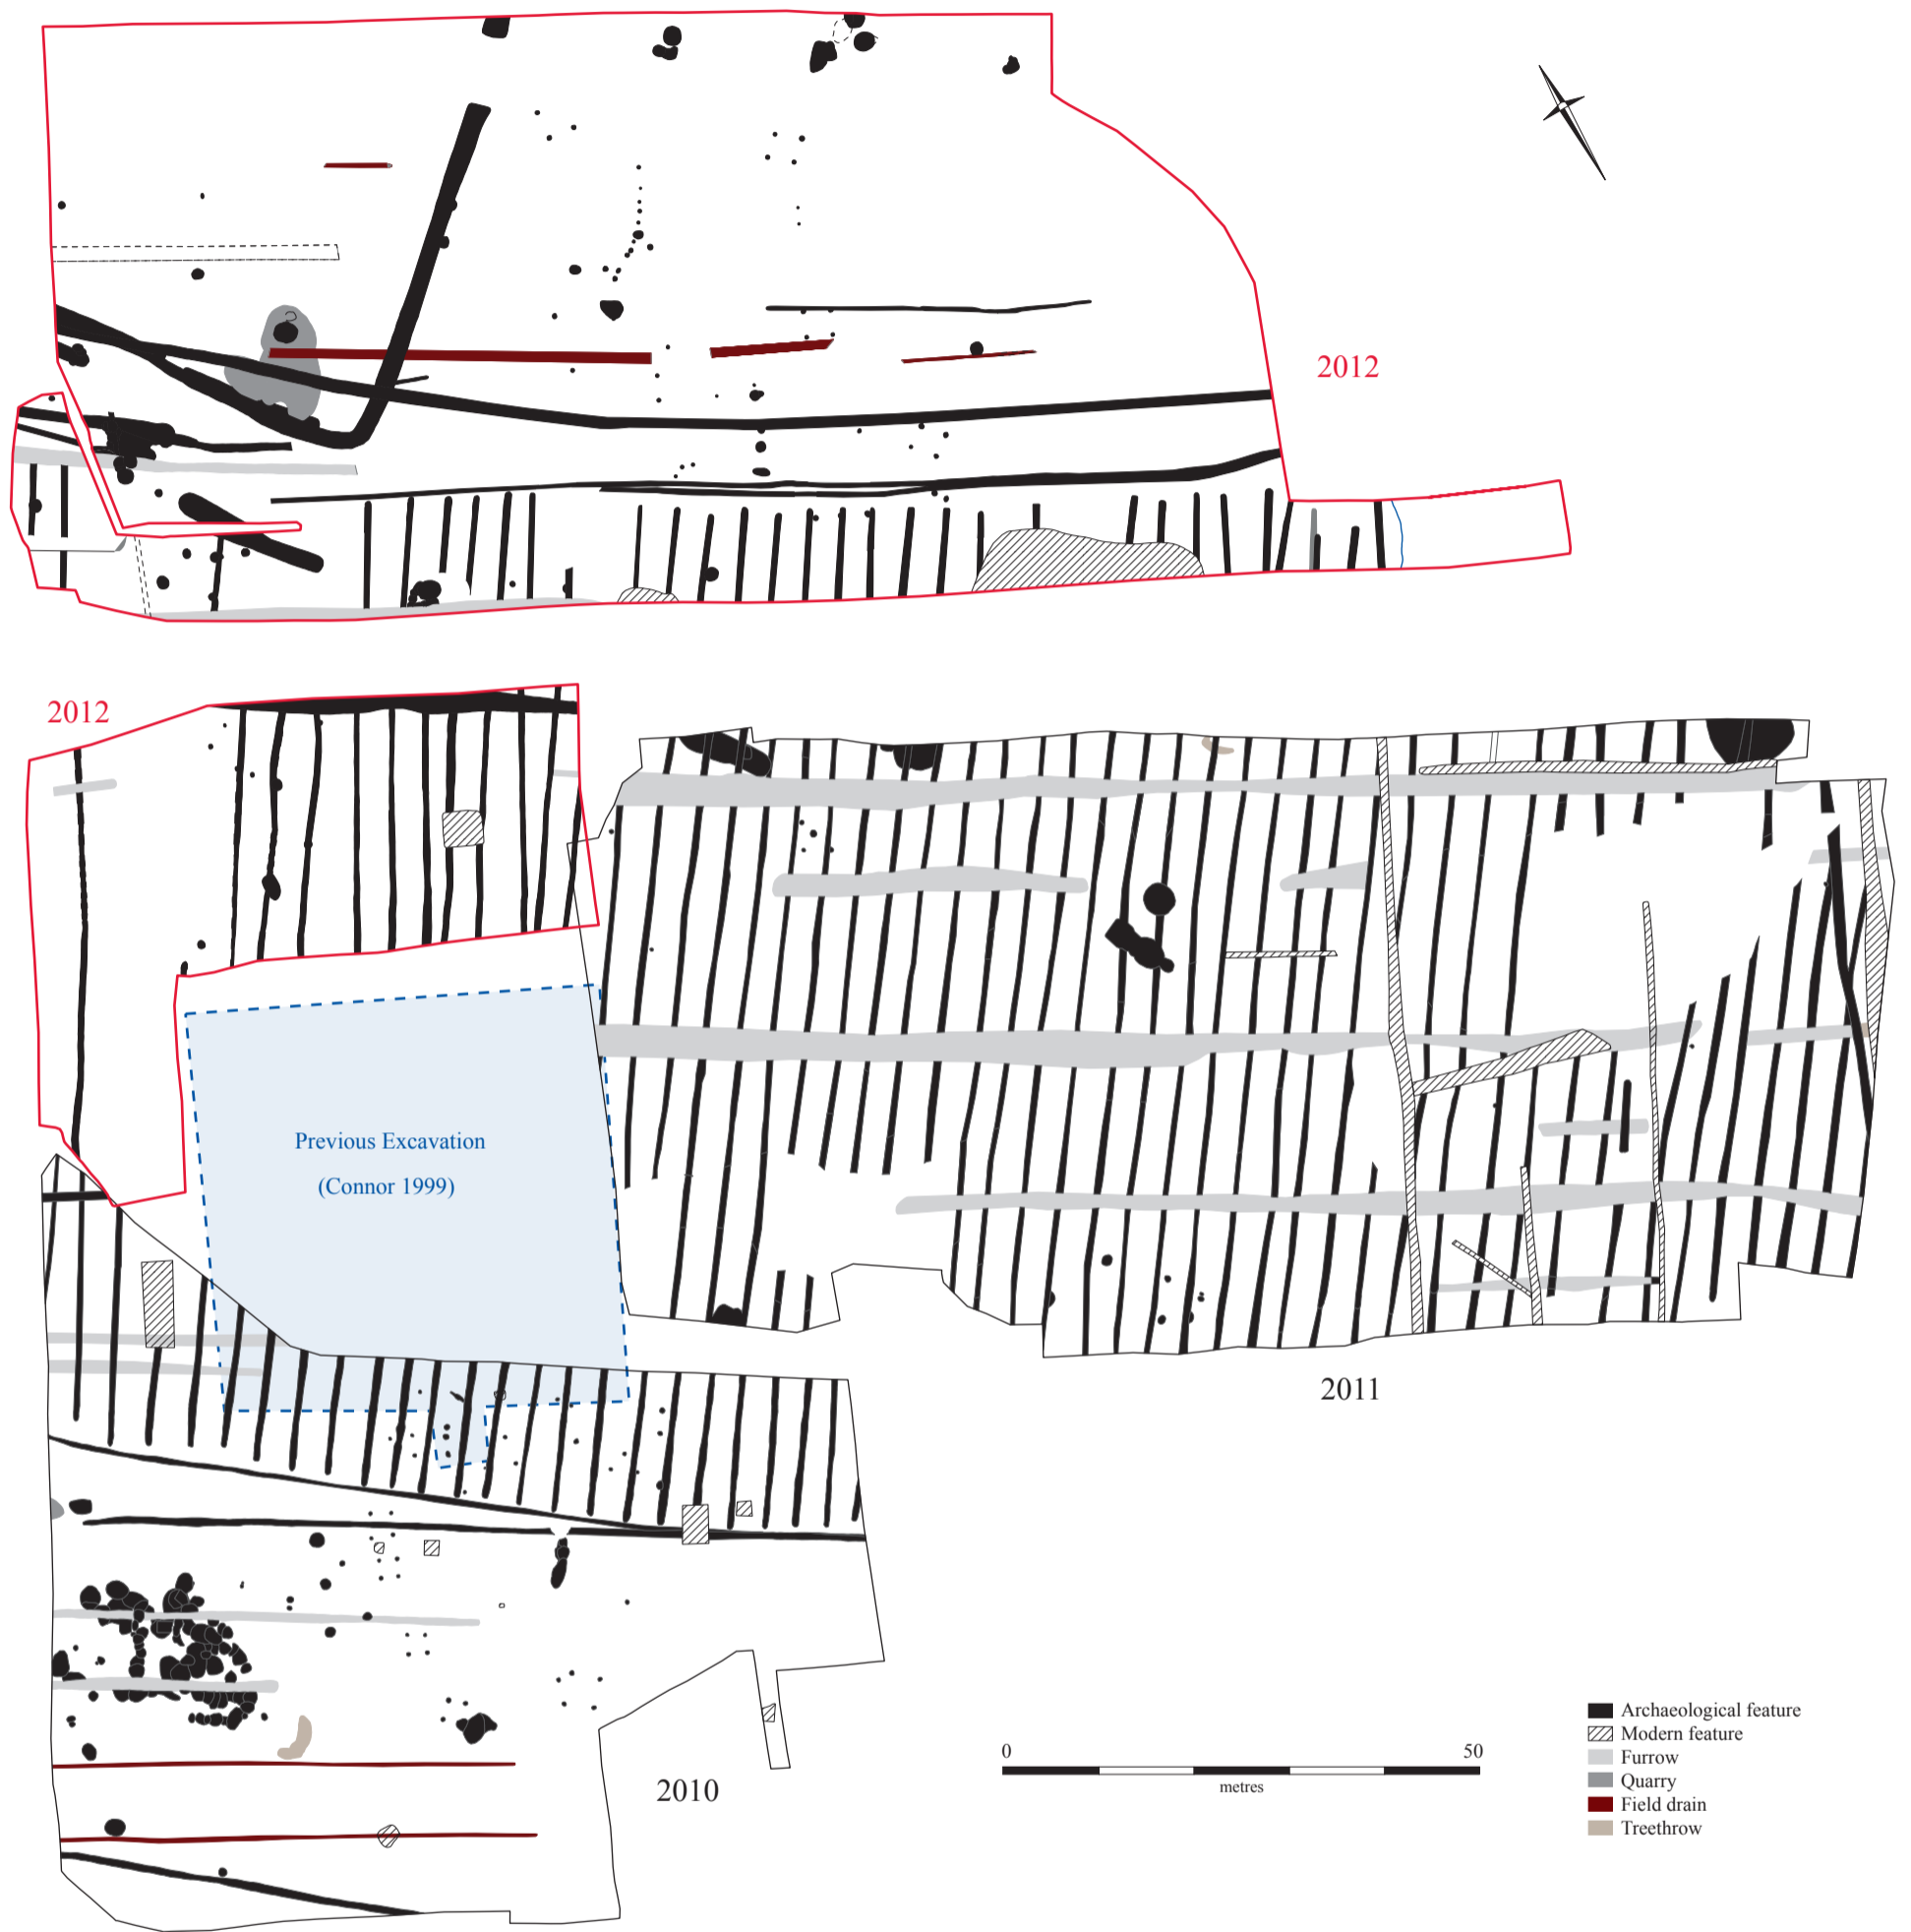 2012
2012
Previous Excavation
(Connor 1999)
2011
2010
0 50
metres
Archaeological feature
Modern feature
Furrow
Quarry
Field drain
Treethrow